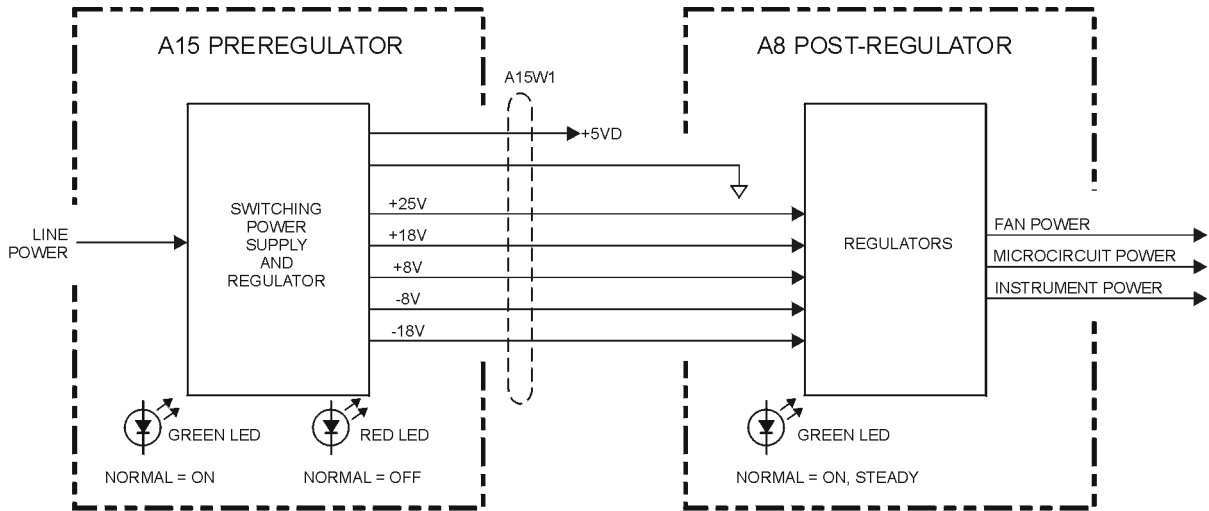 A15 PREREGULATOR
A8 POST-REGULATOR
A15W1
+5VD
SWITCHING
POWER
SUPPLY
AND
REGULATOR
LINE
POWER
+25V
+18V
+8V
-8V
-18V
REGULATORS
FAN POWER
MICROCIRCUIT POWER
INSTRUMENT POWER
GREEN LED
RED LED
GREEN LED
NORMAL = ON
NORMAL = OFF
NORMAL = ON, STEADY